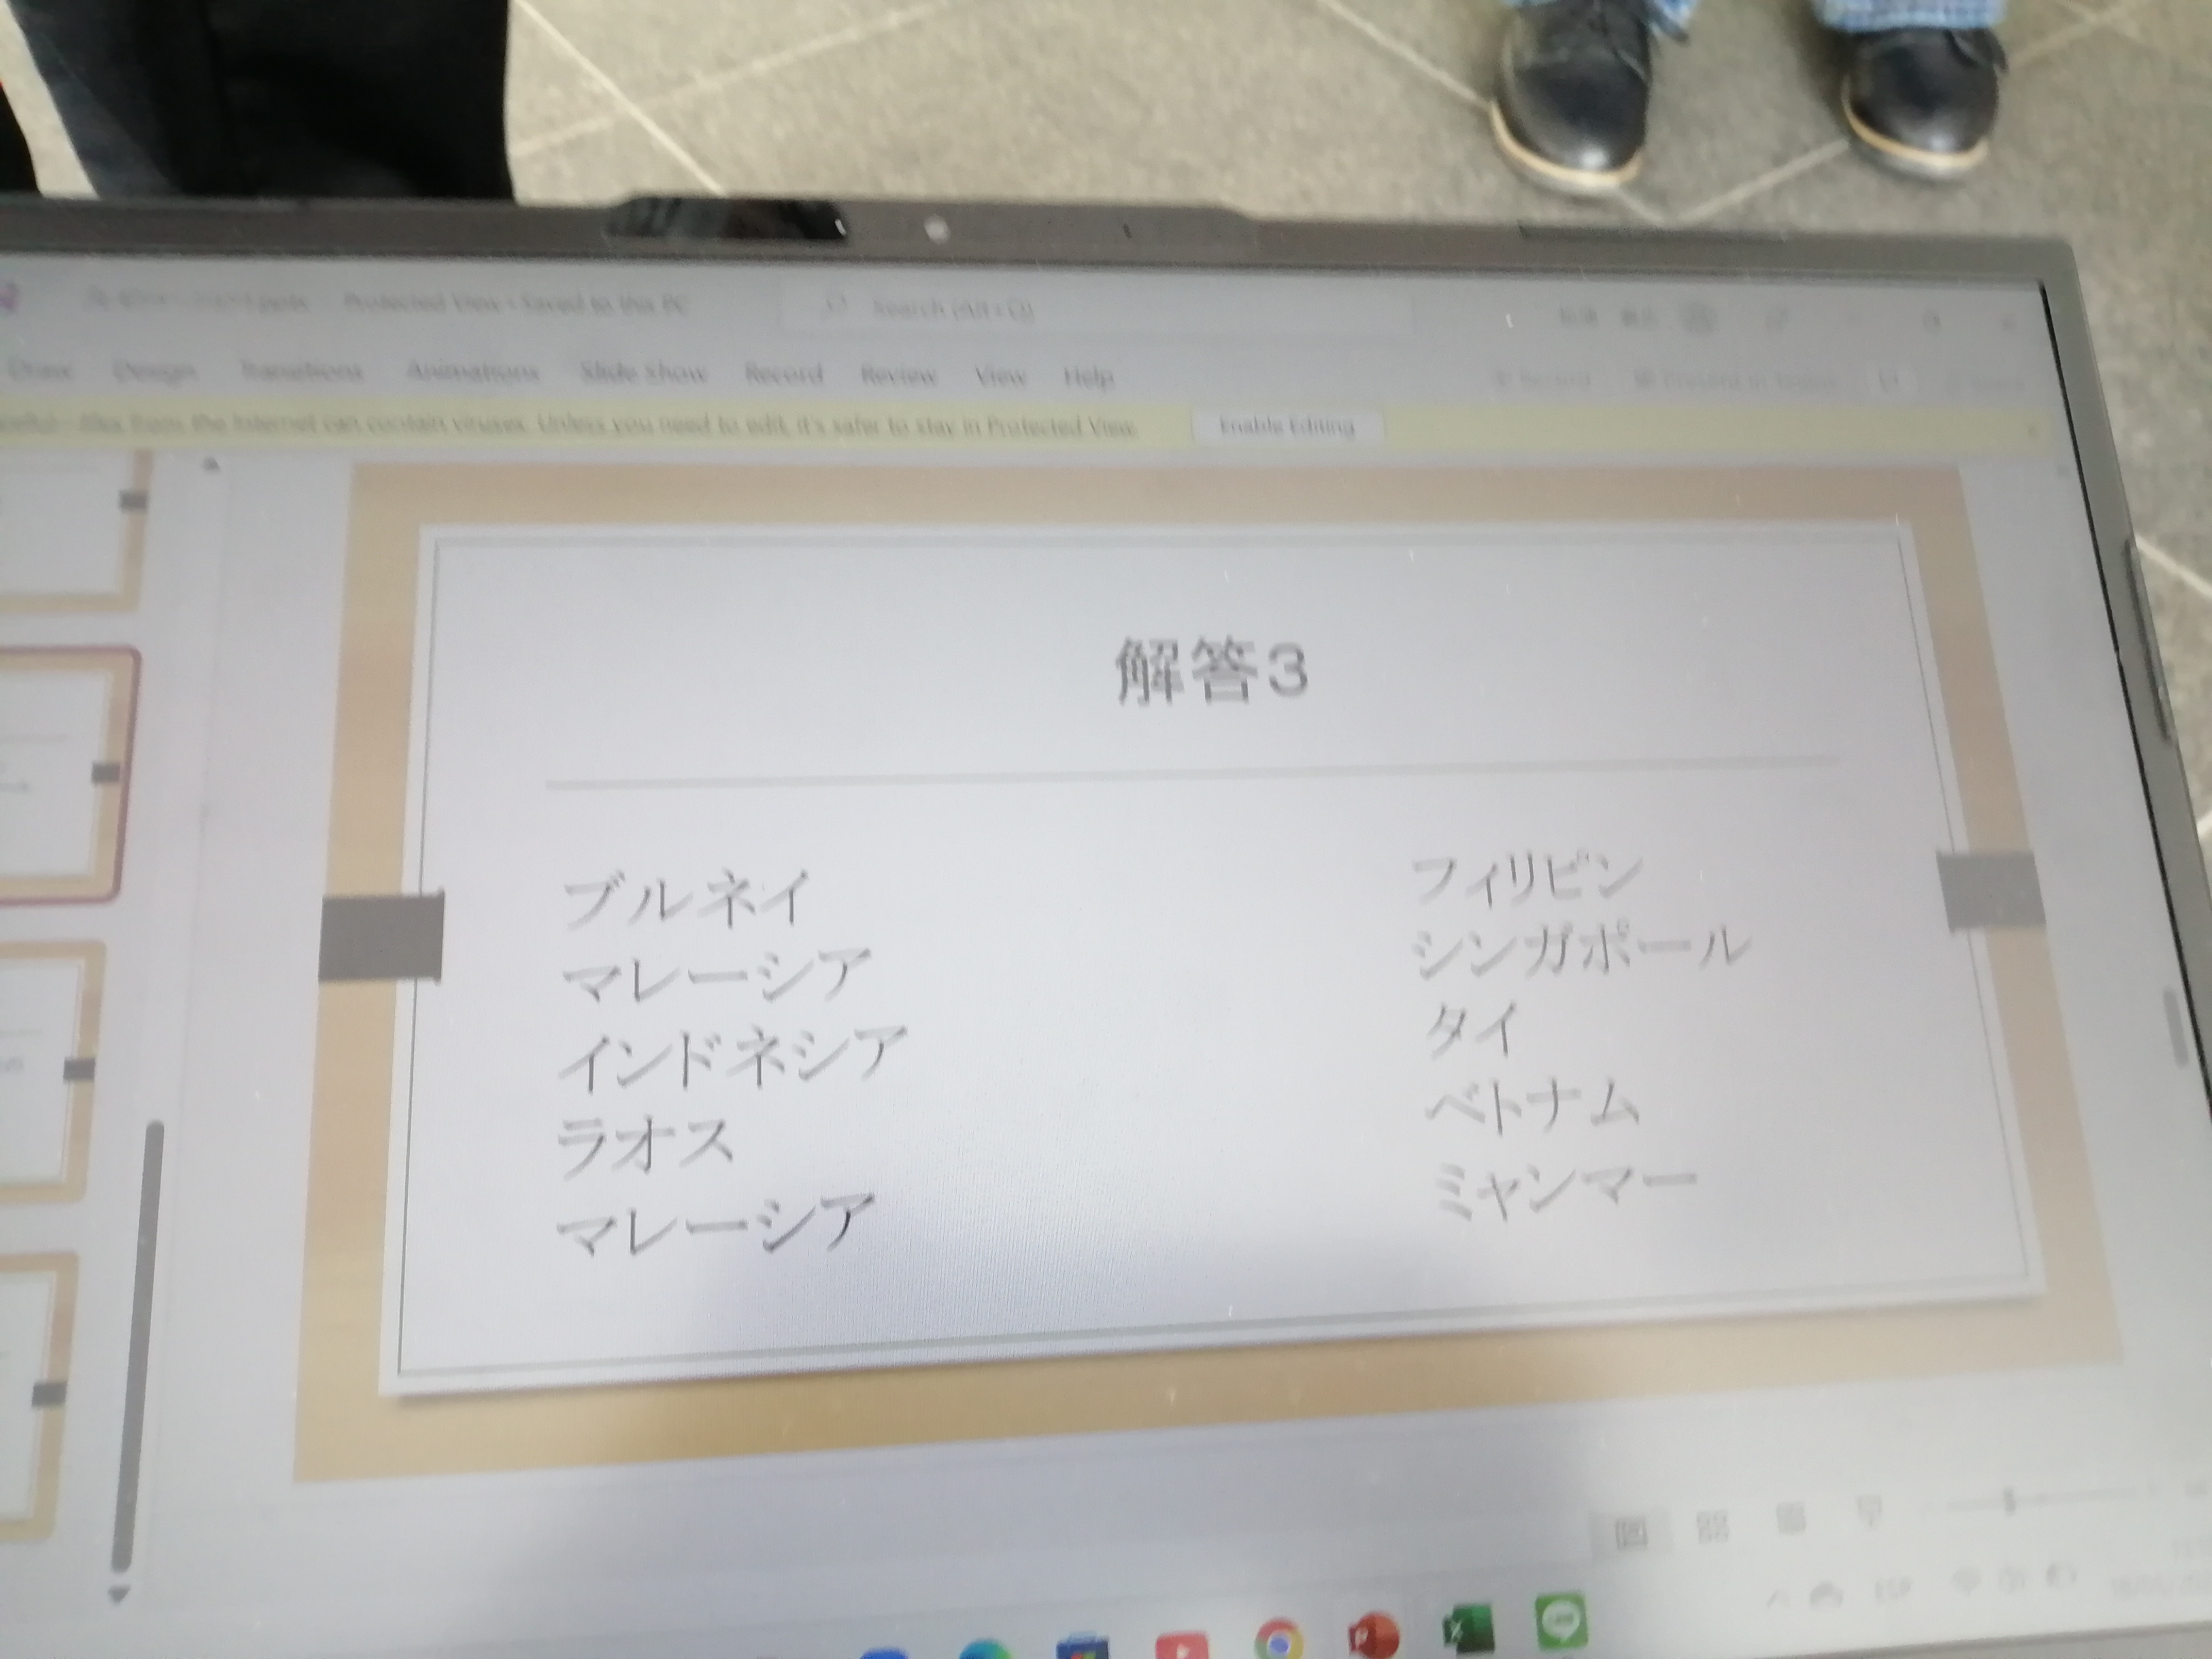 Protected View • Saved to this PC
Search (Alt+Q)
Draw Design Transitions Animations Slide Show Record Review View Help
files from the Internet can contain viruses. Unless you need to edit, it's safer to stay in Protected View.
Enable Editing
解答3
ブルネイ
マレーシア
インドネシア
ラオス
マレーシア
フィリピン
シンガポール
タイ
ベトナム
ミャンマー
ESP